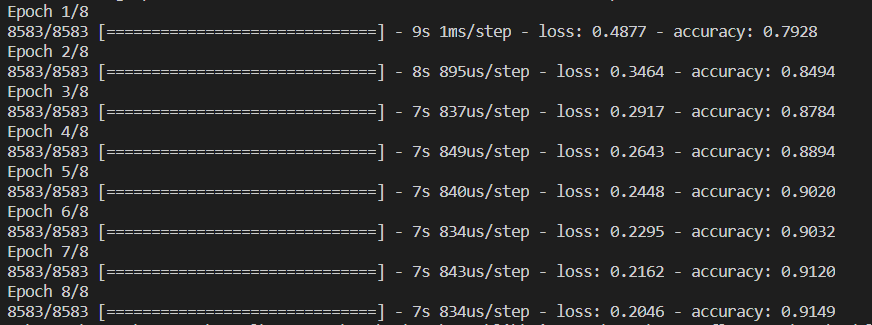 Epoch 1/8
8583/8583 [==============================] - 9s 1ms/step - loss: 0.4877 - accuracy: 0.7928
Epoch 2/8
8583/8583 [==============================] - 8s 895us/step - loss: 0.3464 - accuracy: 0.8494
Epoch 3/8
8583/8583 [==============================] - 7s 837us/step - loss: 0.2917 - accuracy: 0.8784
Epoch 4/8
8583/8583 [==============================] - 7s 849us/step - loss: 0.2643 - accuracy: 0.8894
Epoch 5/8
8583/8583 [==============================] - 7s 840us/step - loss: 0.2448 - accuracy: 0.9020
Epoch 6/8
8583/8583 [==============================] - 7s 834us/step - loss: 0.2295 - accuracy: 0.9032
Epoch 7/8
8583/8583 [==============================] - 7s 843us/step - loss: 0.2162 - accuracy: 0.9120
Epoch 8/8
8583/8583 [==============================] - 7s 834us/step - loss: 0.2046 - accuracy: 0.9149